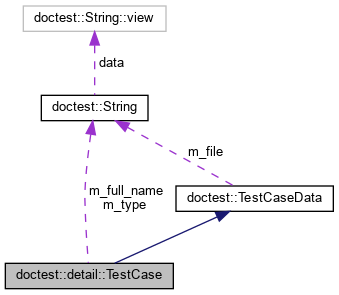 doctest::String::view
data
doctest::String
m_file
m_full_name
m_type
doctest::TestCaseData
doctest::detail::TestCase